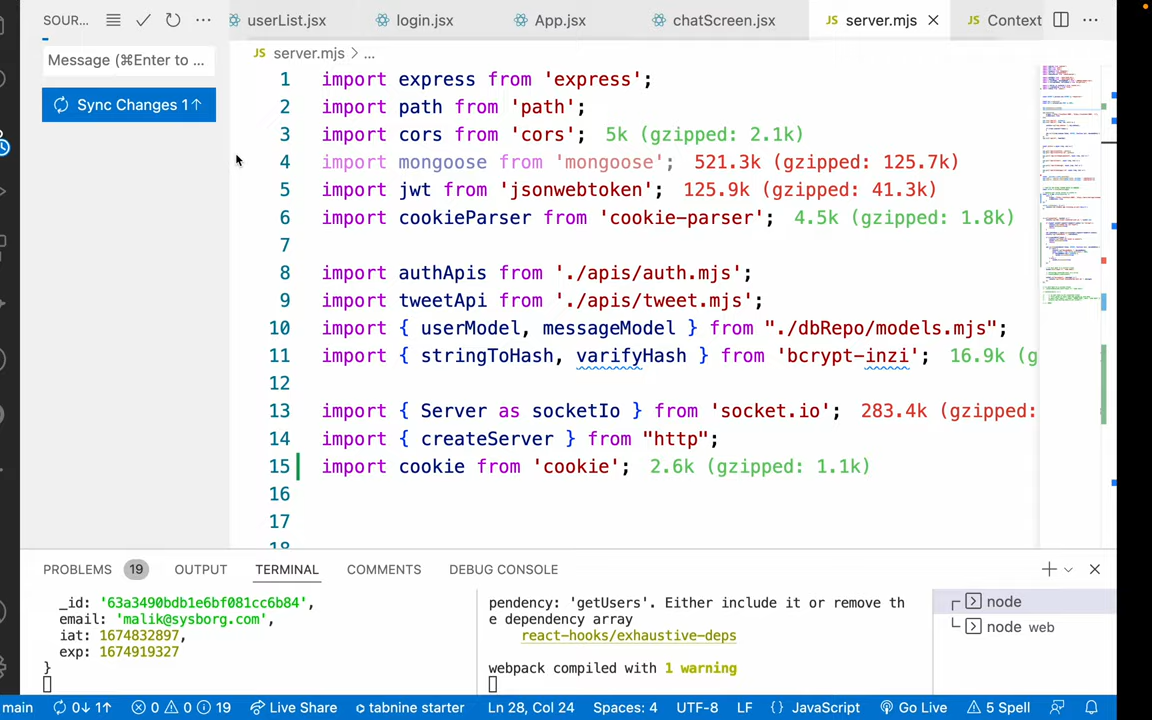 SOUR...
userList.jsx
login.jsx
App.jsx
chatScreen.jsx
JS server.mjs
JS Context
Message (⌘Enter to ...
Sync Changes 1↑
JS server.mjs > ...
1 import express from 'express';
2 import path from 'path';
3 import cors from 'cors'; 5k (gzipped: 2.1k)
4 import mongoose from 'mongoose'; 521.3k (gzipped: 125.7k)
5 import jwt from 'jsonwebtoken'; 125.9k (gzipped: 41.3k)
6 import cookieParser from 'cookie-parser'; 4.5k (gzipped: 1.8k)
7
8 import authApis from './apis/auth.mjs';
9 import tweetApi from './apis/tweet.mjs';
10 import { userModel, messageModel } from "./dbRepo/models.mjs";
11 import { stringToHash, varifyHash } from 'bcrypt-inzi'; 16.9k (g
12
13 import { Server as socketIo } from 'socket.io'; 283.4k (gzipped:
14 import { createServer } from "http";
15 import cookie from 'cookie'; 2.6k (gzipped: 1.1k)
16
17
18
PROBLEMS 19 OUTPUT TERMINAL COMMENTS DEBUG CONSOLE
_id: '63a3490bdb1e6bf081cc6b84',
email: 'malik@sysborg.com',
iat: 1674832897,
exp: 1674919327
}
pendency: 'getUsers'. Either include it or remove th
e dependency array
react-hooks/exhaustive-deps
webpack compiled with 1 warning
node
node web
main 0↓ 1↑ 0 0 19 Live Share tabnine starter Ln 28, Col 24 Spaces: 4 UTF-8 LF {} JavaScript Go Live 5 Spell